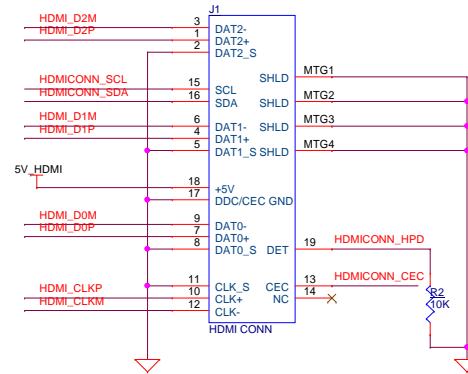 J1
HDMI_D2M 3 DAT2-
HDMI_D2P 1 DAT2+
2 DAT2_S
SHLD MTG1
HDMICONN_SCL 15 SCL
HDMICONN_SDA 16 SDA
SHLD MTG2
HDMI_D1M 6 DAT1-
SHLD MTG3
HDMI_D1P 4 DAT1+
5 DAT1_S SHLD MTG4
5V_HDMI
18 +5V
17 DDC/CEC GND
HDMI_D0M 9 DAT0-
HDMI_D0P 7 DAT0+
8 DAT0_S DET 19 HDMICONN_HPD
11 CLK_S CEC 13 HDMICONN_CEC
HDMI_CLKP 10 CLK+ NC 14
HDMI_CLKM 12 CLK-
R2
10K
HDMI CONN